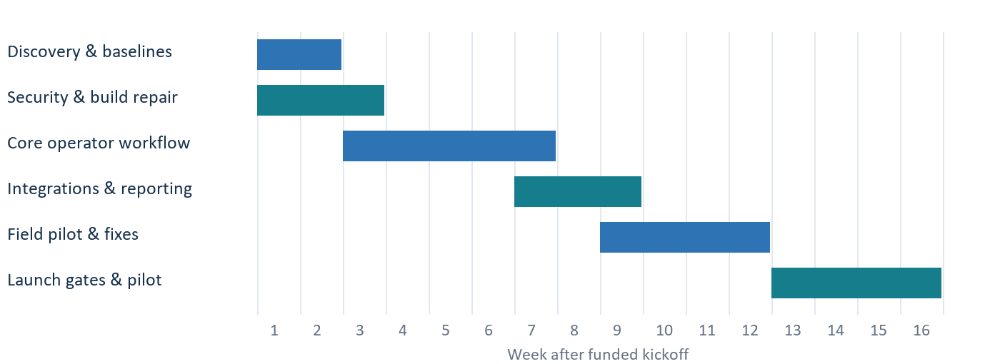 Discovery & baselines
Security & build repair
Core operator workflow
Integrations & reporting
Field pilot & fixes
Launch gates & pilot
1 2 3 4 5 6 7 8 9 10 11 12 13 14 15 16
Week after funded kickoff